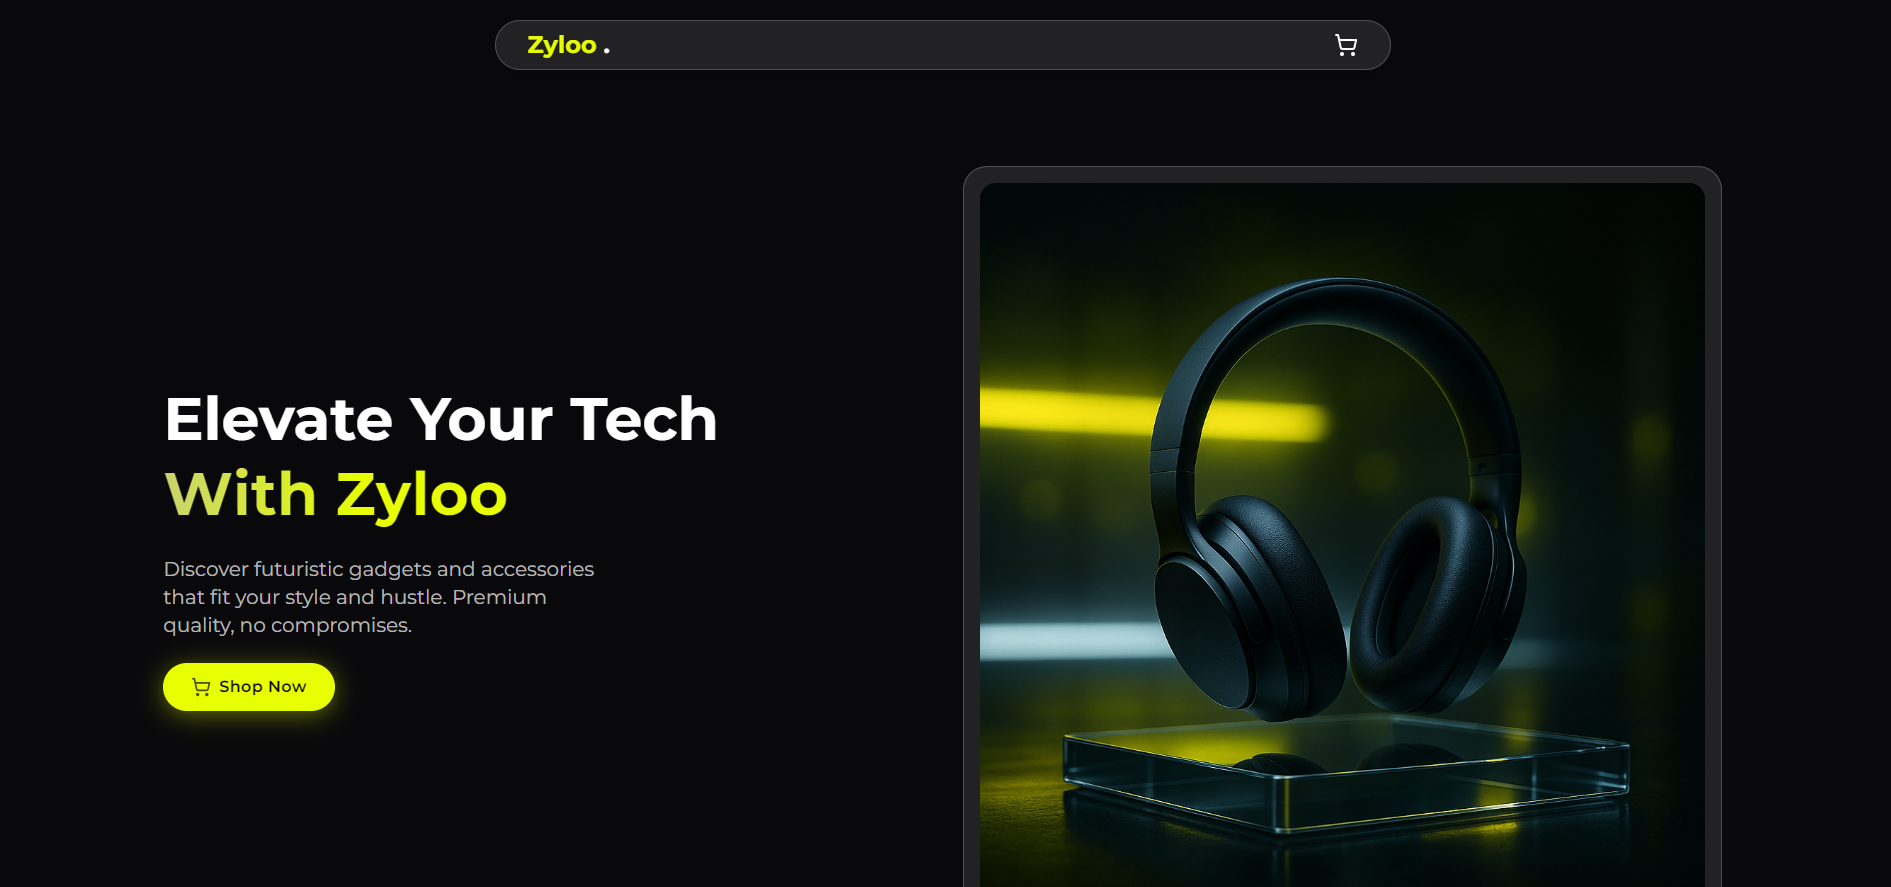 Zyloo .
Elevate Your Tech
With Zyloo
Discover futuristic gadgets and accessories
that fit your style and hustle. Premium
quality, no compromises.
Shop Now